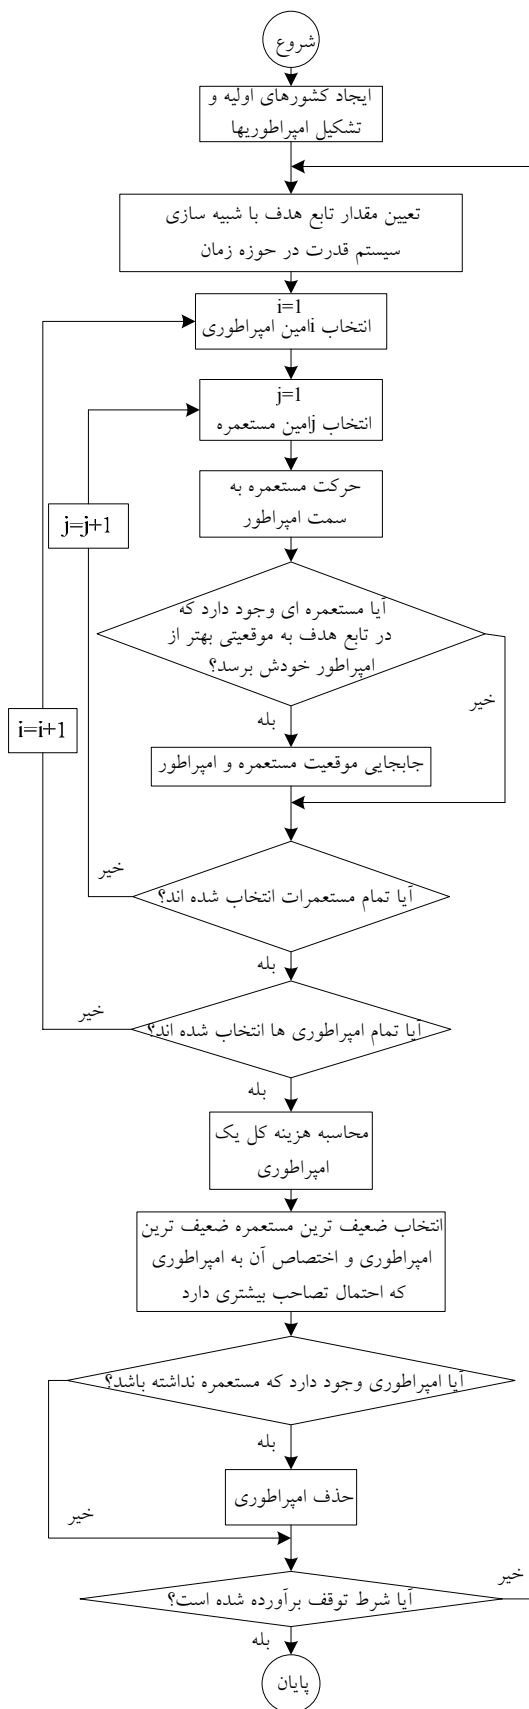 شروع
ایجاد کشورهای اولیه و
تشکیل امپراطوریها
تعیین مقدار تابع هدف با شبیه سازی
سیستم قدرت در حوزه زمان
i=1
انتخاب iامین امپراطوری
j=1
انتخاب jامین مستعمره
حرکت مستعمره به
سمت امپراطور
j=j+1
آیا مستعمره ای وجود دارد که
در تابع هدف به موقعیتی بهتر از
امپراطور خودش برسد؟
خیر
بله
i=i+1
جابجایی موقعیت مستعمره و امپراطور
خیر
آیا تمام مستعمرات انتخاب شده اند؟
بله
خیر
آیا تمام امپراطوری ها انتخاب شده اند؟
بله
محاسبه هزینه کل یک
امپراطوری
انتخاب ضعیف ترین مستعمره ضعیف ترین
امپراطوری و اختصاص آن به امپراطوری
که احتمال تصاحب بیشتری دارد
آیا امپراطوری وجود دارد که مستعمره نداشته باشد؟
بله
حذف امپراطوری
خیر
خیر
آیا شرط توقف برآورده شده است؟
بله
پایان